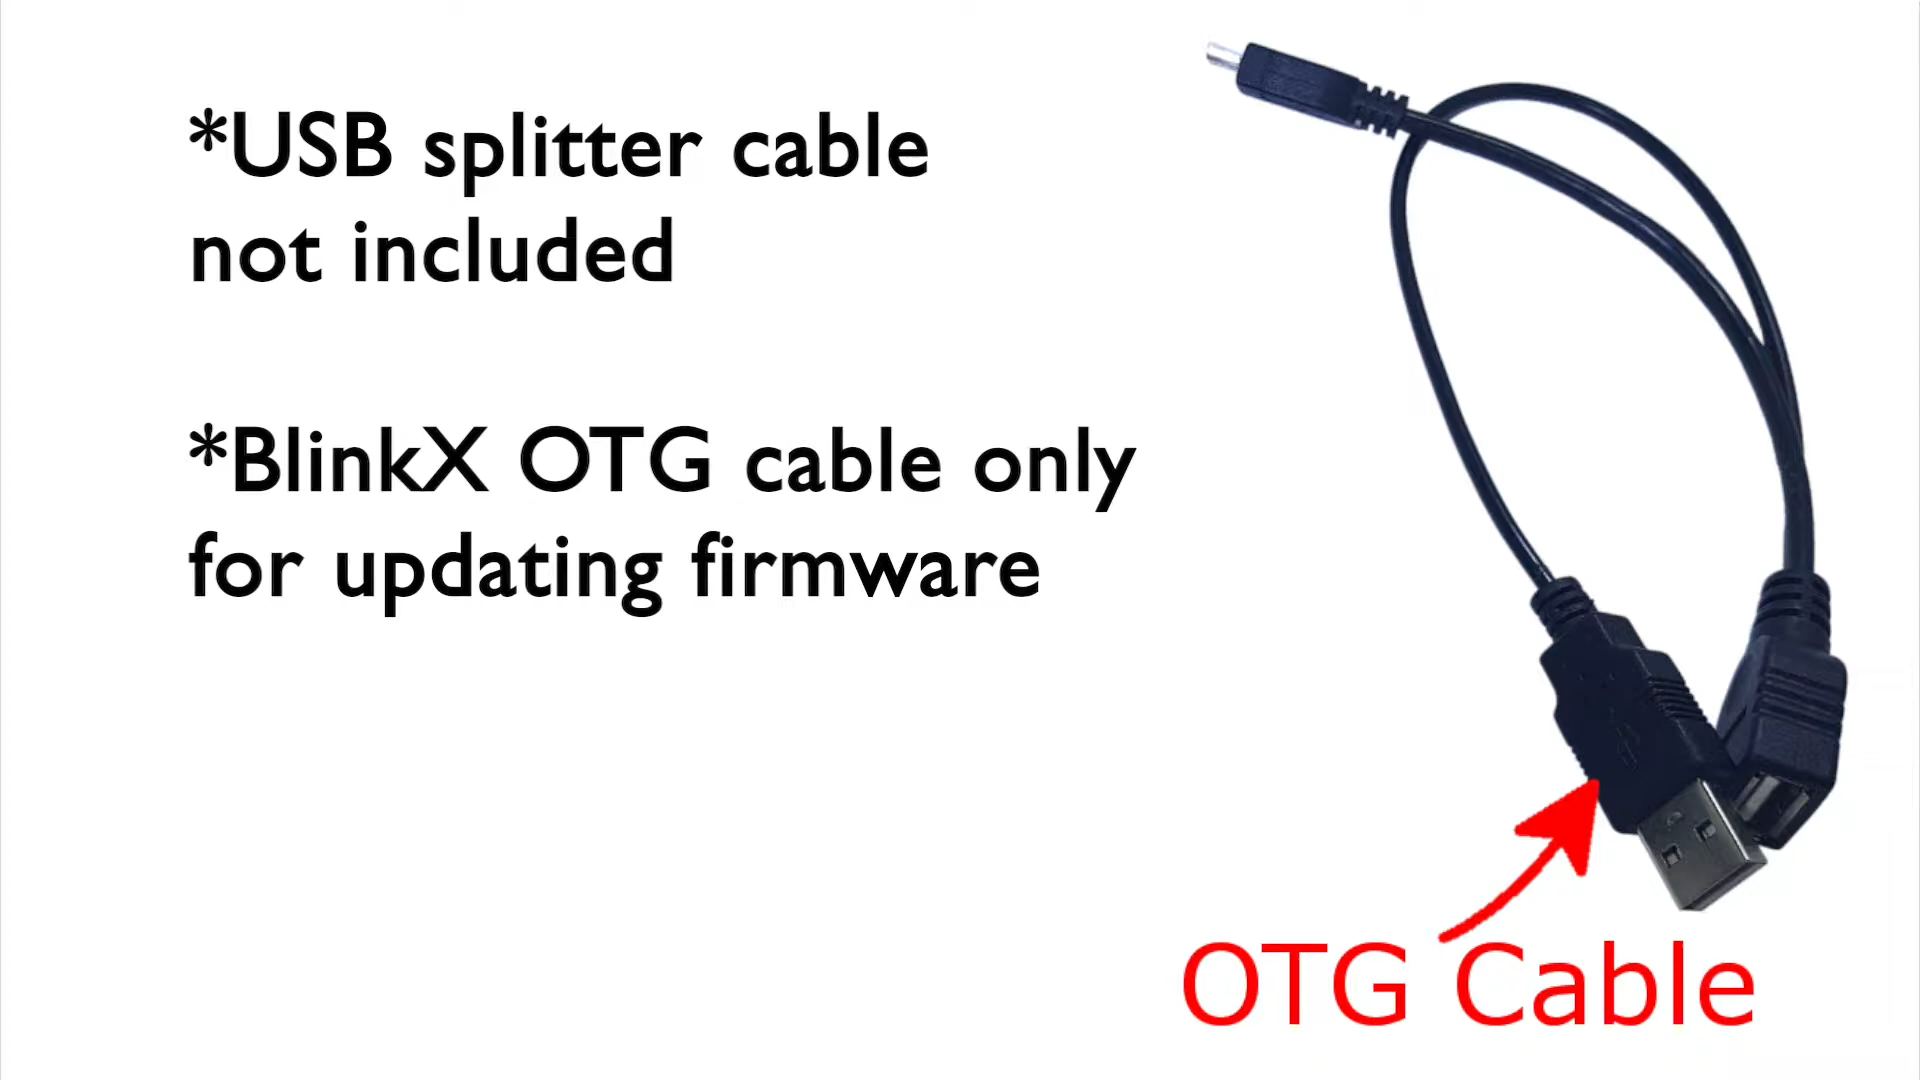 *USB splitter cable
not included
*BlinkX OTG cable only
for updating firmware
OTG Cable